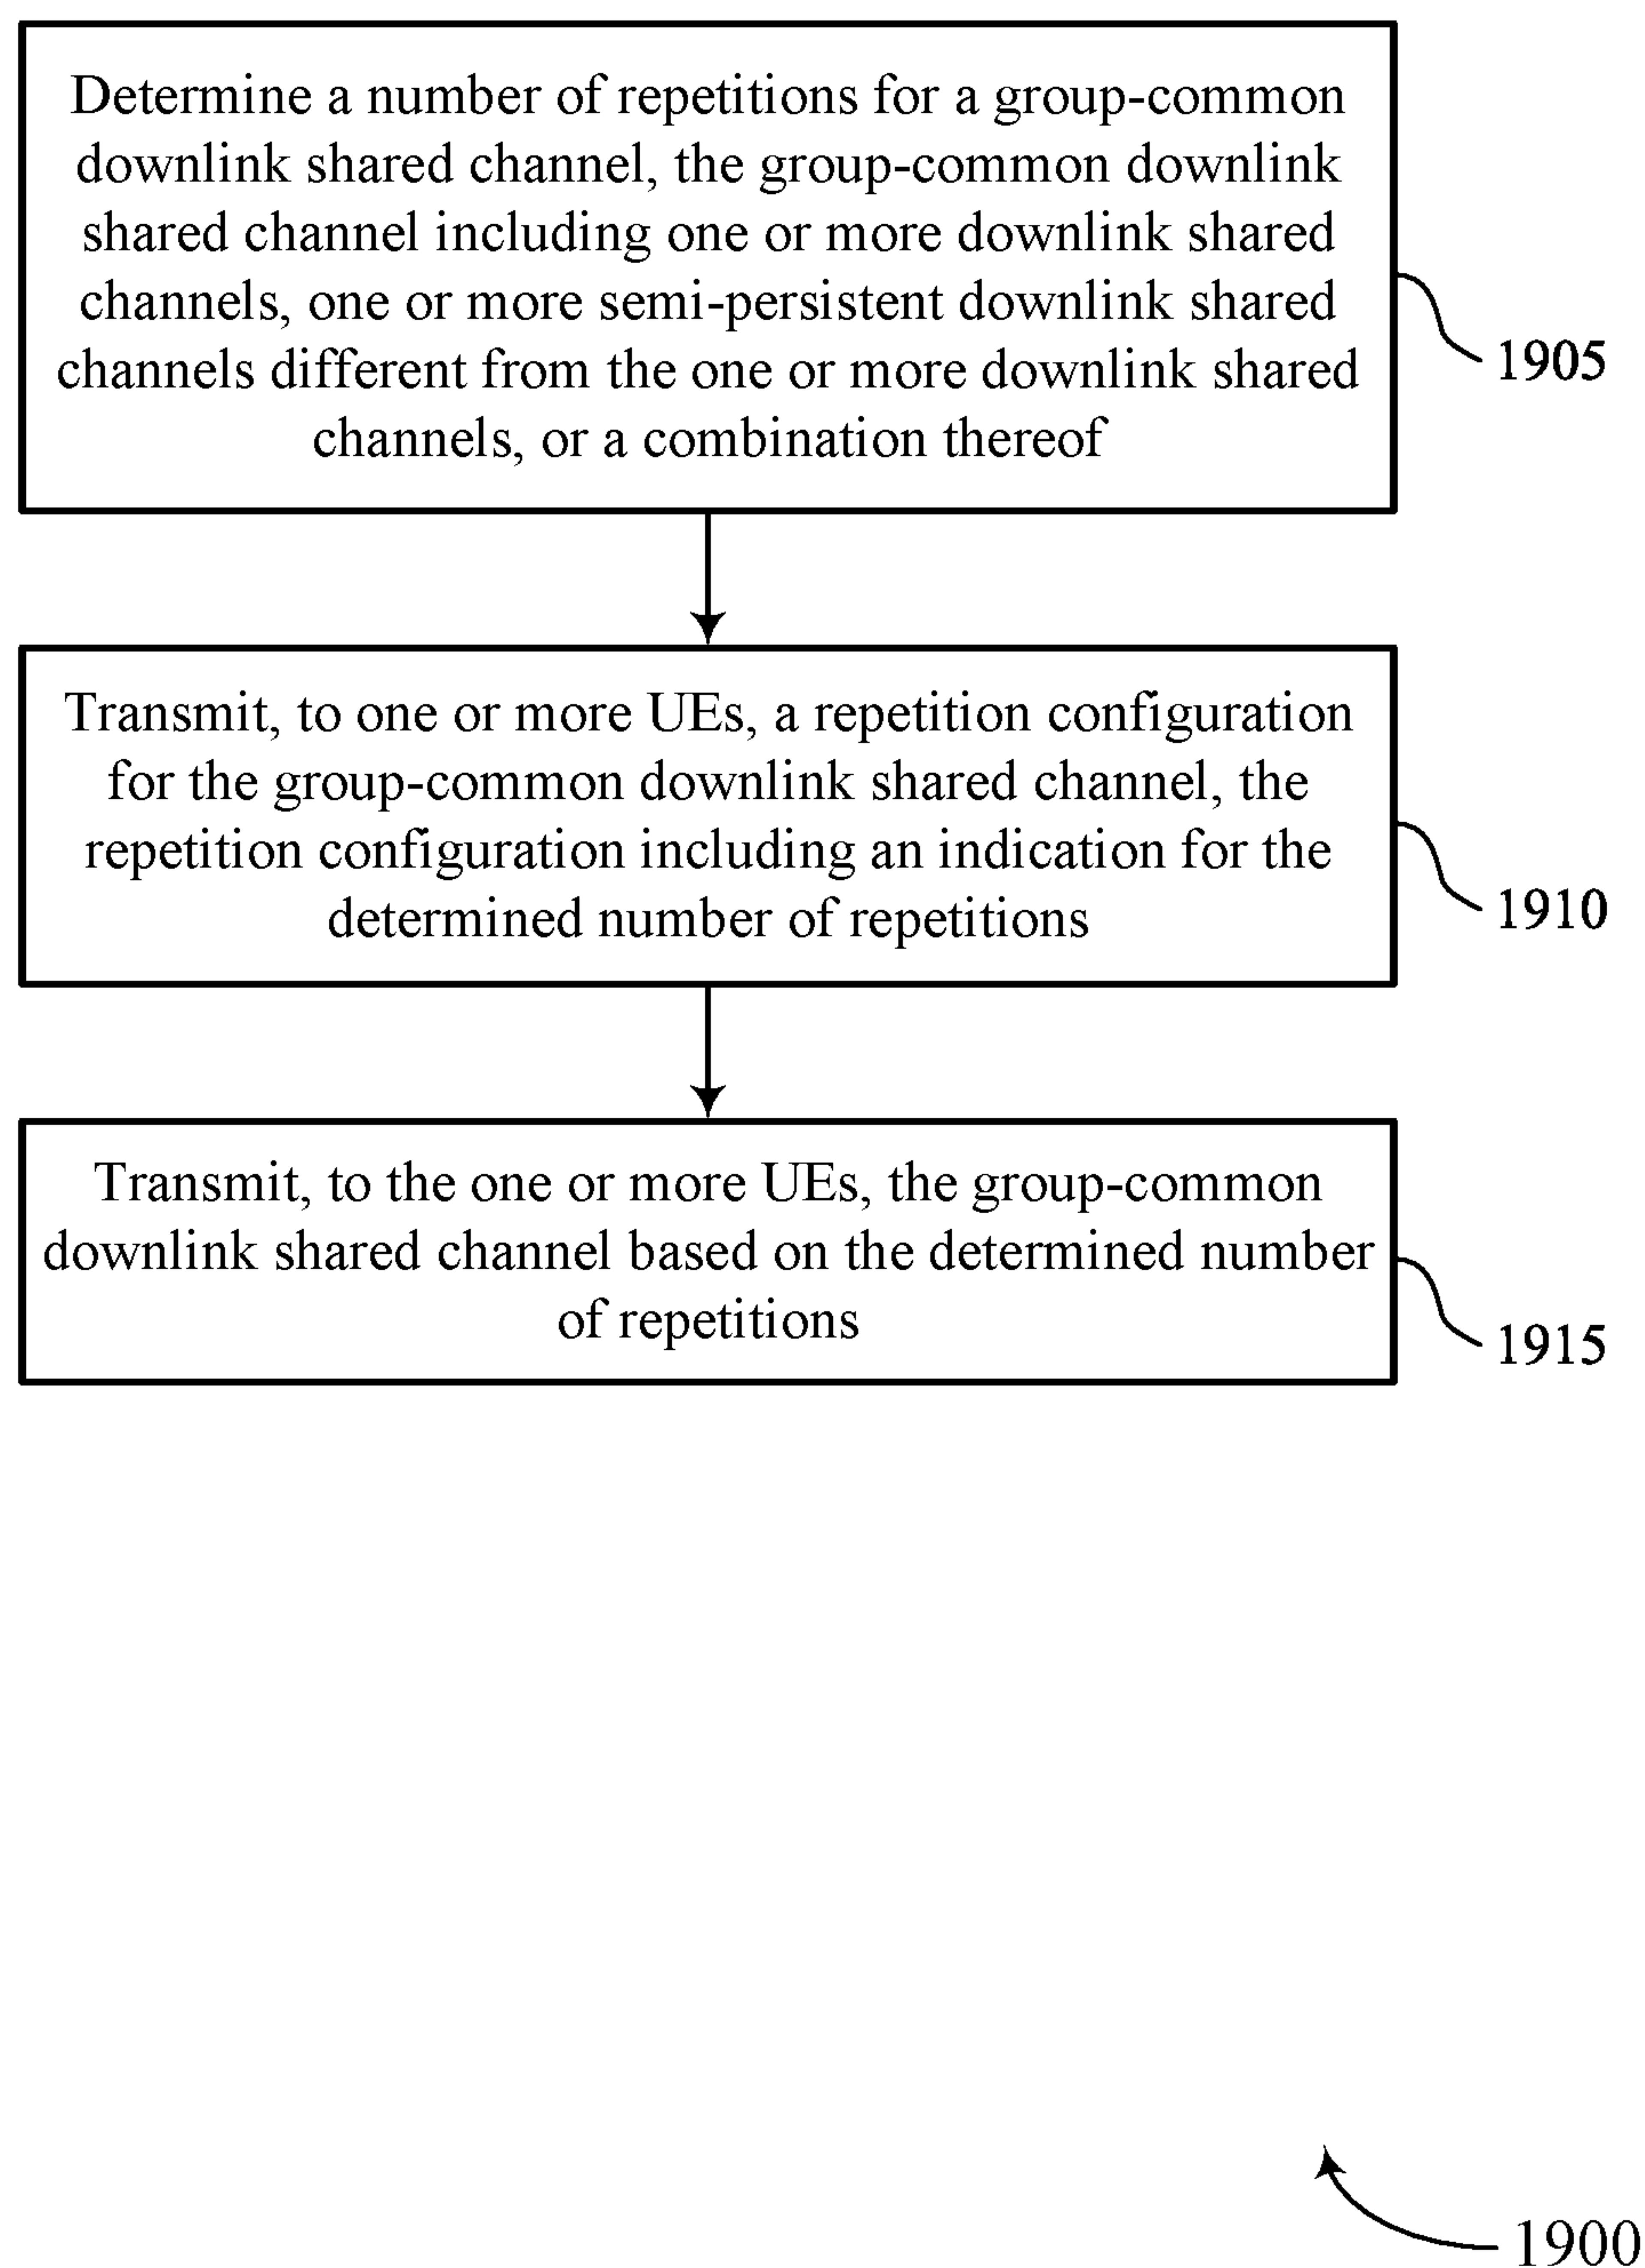 Determine a number of repetitions for a group-common
downlink shared channel, the group-common downlink
shared channel including one or more downlink shared
channels, one or more semi-persistent downlink shared
channels different from the one or more downlink shared
channels, or a combination thereof
1905
Transmit, to one or more UEs, a repetition configuration
for the group-common downlink shared channel, the
repetition configuration including an indication for the
determined number of repetitions
1910
Transmit, to the one or more UEs, the group-common
downlink shared channel based on the determined number
of repetitions
1915
1900